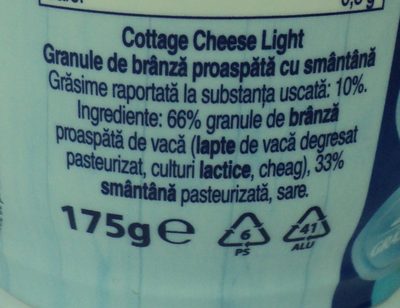 Cottage Cheese Light
Granule de brânză proaspătă cu smântână
Grăsime raportată la substanța uscată: 10%.
Ingrediente: 66% granule de brânză
proaspătă de vacă (lapte de vacă degresat
pasteurizat, culturi lactice, cheag), 33%
smântână pasteurizată, sare.
175g e
6
PS
41
ALU